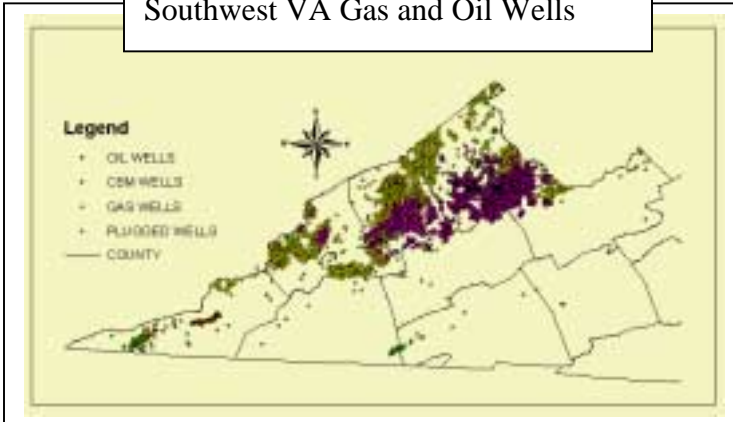 Southwest VA Gas and Oil Wells
Legend
OIL WELLS
CBM WELLS
GAS WELLS
PLUGGED WELLS
COUNTY